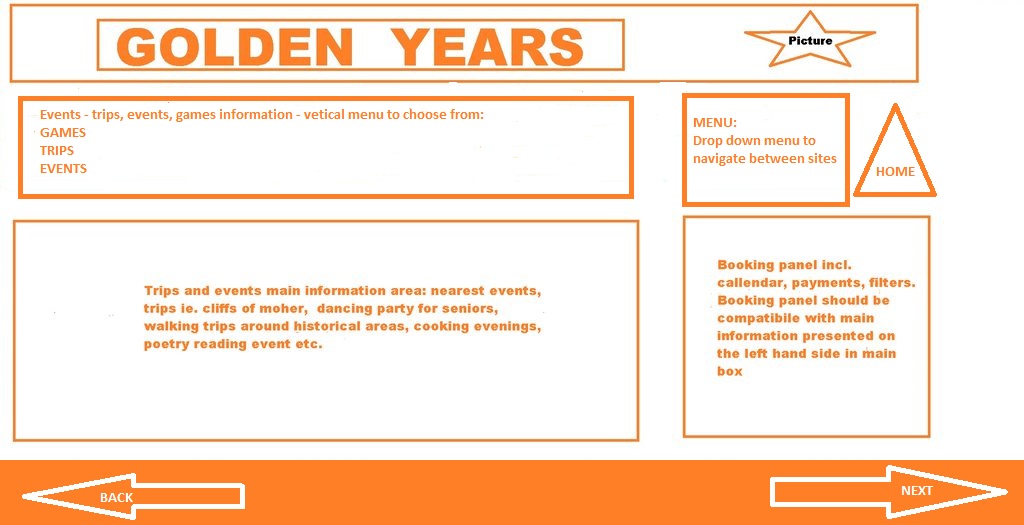 GOLDEN YEARS
Picture
Events - trips, events, games information - vetical menu to choose from:
GAMES
TRIPS
EVENTS
MENU:
Drop down menu to
navigate between sites
HOME
Trips and events main information area: nearest events,
trips ie. cliffs of moher, dancing party for seniors,
walking trips around historical areas, cooking evenings,
poetry reading event etc.
Booking panel incl.
callendar, payments, filters.
Booking panel should be
compatibile with main
information presented on
the left hand side in main
box
BACK
NEXT